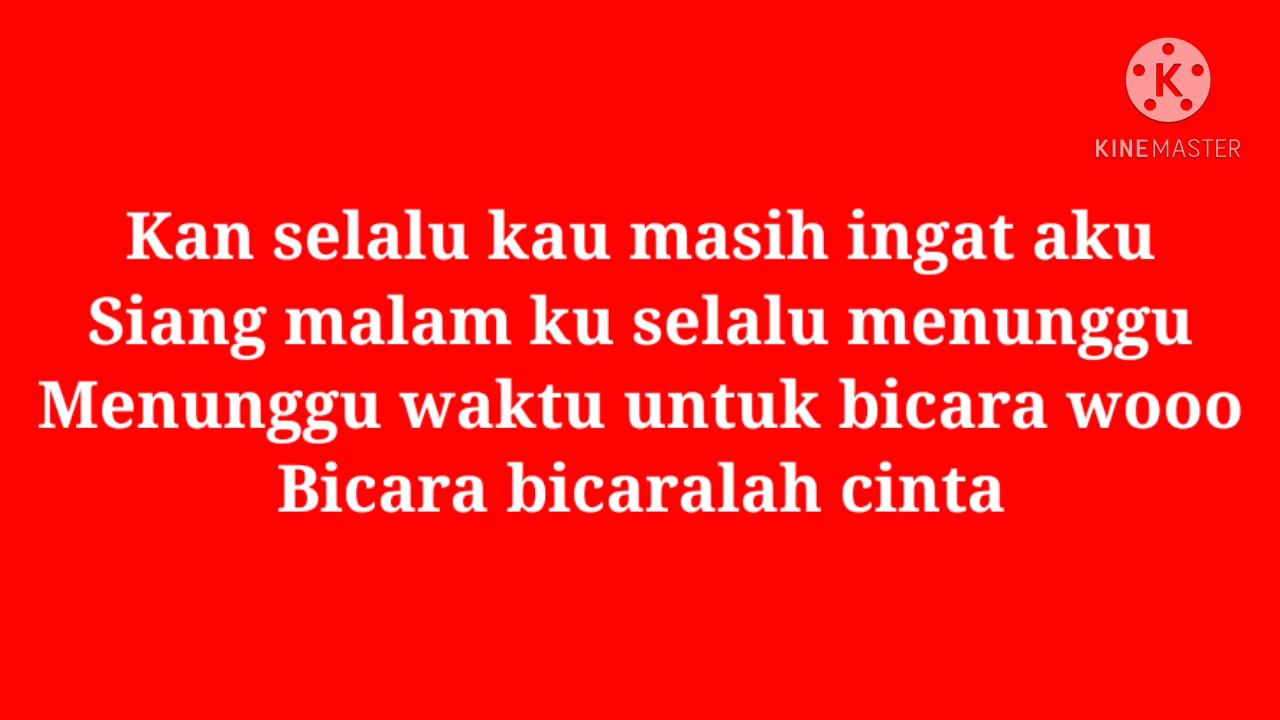 K
KINEMASTER
Kan selalu kau masih ingat aku
Siang malam ku selalu menunggu
Menunggu waktu untuk bicara wooo
Bicara bicaralah cinta